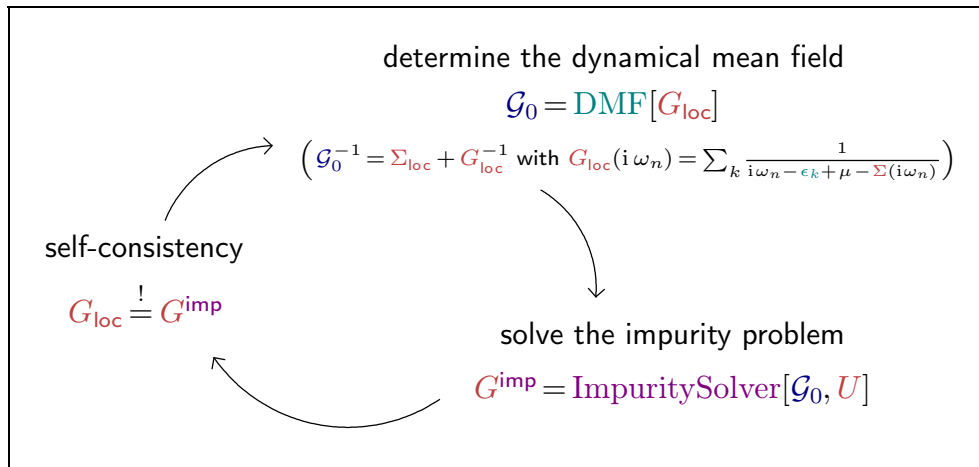 determine the dynamical mean field
𝒢₀ = DMF[G_loc]
(𝒢₀⁻¹ = Σ_loc + G_loc⁻¹ with G_loc(i ω_n) = ∑_k 1/(i ω_n − ϵ_k + μ − Σ(i ω_n)))
self-consistency
G_loc =^! G^imp
solve the impurity problem
G^imp = ImpuritySolver[𝒢₀, U]